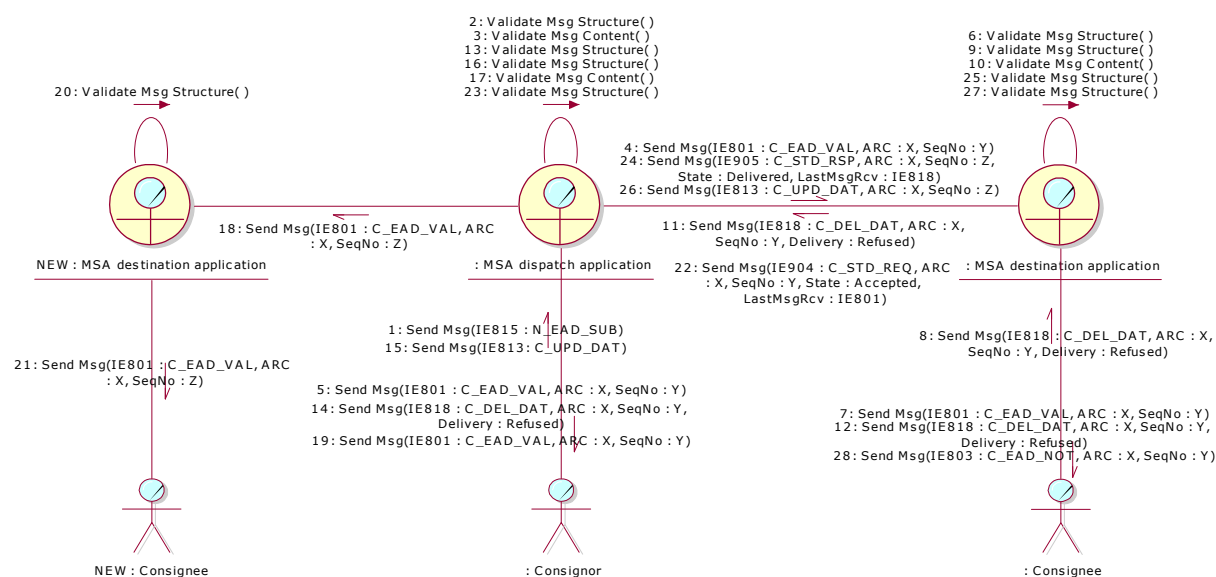 2: Validate Msg Structure( )
3: Validate Msg Content( )
13: Validate Msg Structure( )
16: Validate Msg Structure( )
17: Validate Msg Content( )
23: Validate Msg Structure( )
6: Validate Msg Structure( )
9: Validate Msg Structure( )
10: Validate Msg Content( )
25: Validate Msg Structure( )
27: Validate Msg Structure( )
20: Validate Msg Structure( )
4: Send Msg(IE801 : C_EAD_VAL, ARC : X, SeqNo : Y)
24: Send Msg(IE905 : C_STD_RSP, ARC : X, SeqNo : Z,
State : Delivered, LastMsgRcv : IE818)
26: Send Msg(IE813 : C_UPD_DAT, ARC : X, SeqNo : Z)
18: Send Msg(IE801 : C_EAD_VAL, ARC
: X, SeqNo : Z)
11: Send Msg(IE818 : C_DEL_DAT, ARC : X,
SeqNo : Y, Delivery : Refused)
22: Send Msg(IE904 : C_STD_REQ, ARC
: X, SeqNo : Y, State : Accepted,
LastMsgRcv : IE801)
NEW : MSA destination application
: MSA dispatch application
: MSA destination application
1: Send Msg(IE815 : N_EAD_SUB)
15: Send Msg(IE813: C_UPD_DAT)
8: Send Msg(IE818 : C_DEL_DAT, ARC : X,
SeqNo : Y, Delivery : Refused)
21: Send Msg(IE801 : C_EAD_VAL, ARC
: X, SeqNo : Z)
5: Send Msg(IE801 : C_EAD_VAL, ARC : X, SeqNo : Y)
14: Send Msg(IE818 : C_DEL_DAT, ARC : X, SeqNo : Y,
Delivery : Refused)
19: Send Msg(IE801 : C_EAD_VAL, ARC : X, SeqNo : Y)
7: Send Msg(IE801 : C_EAD_VAL, ARC : X, SeqNo : Y)
12: Send Msg(IE818 : C_DEL_DAT, ARC : X, SeqNo : Y,
Delivery : Refused)
28: Send Msg(IE803 : C_EAD_NOT, ARC : X, SeqNo : Y)
NEW : Consignee
: Consignor
: Consignee